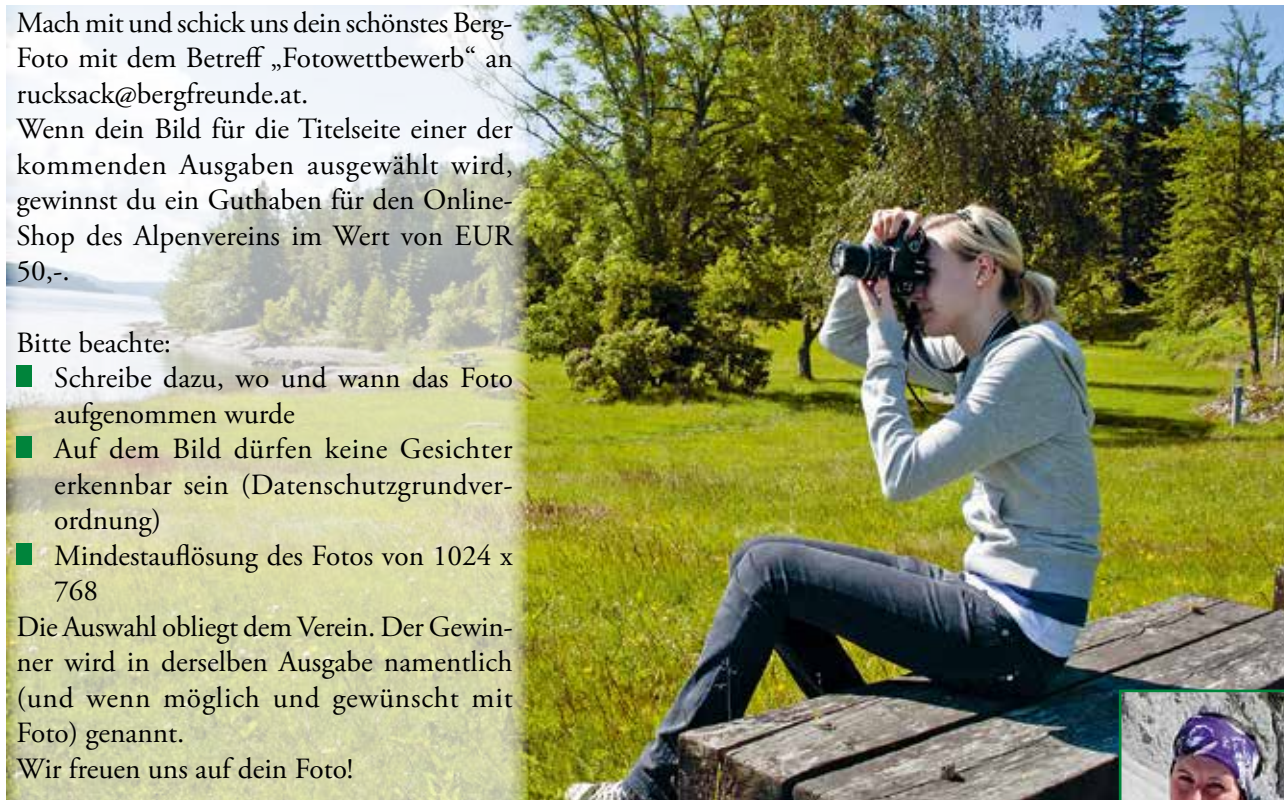 Mach mit und schick uns dein schönstes Berg-
Foto mit dem Betreff „Fotowettbewerb“ an
rucksack@bergfreunde.at.
Wenn dein Bild für die Titelseite einer der
kommenden Ausgaben ausgewählt wird,
gewinnst du ein Guthaben für den Online-
Shop des Alpenvereins im Wert von EUR
50,-.
Bitte beachte:
Schreibe dazu, wo und wann das Foto
aufgenommen wurde
Auf dem Bild dürfen keine Gesichter
erkennbar sein (Datenschutzgrundver-
ordnung)
Mindestauflösung des Fotos von 1024 x
768
Die Auswahl obliegt dem Verein. Der Gewin-
ner wird in derselben Ausgabe namentlich
(und wenn möglich und gewünscht mit
Foto) genannt.
Wir freuen uns auf dein Foto!